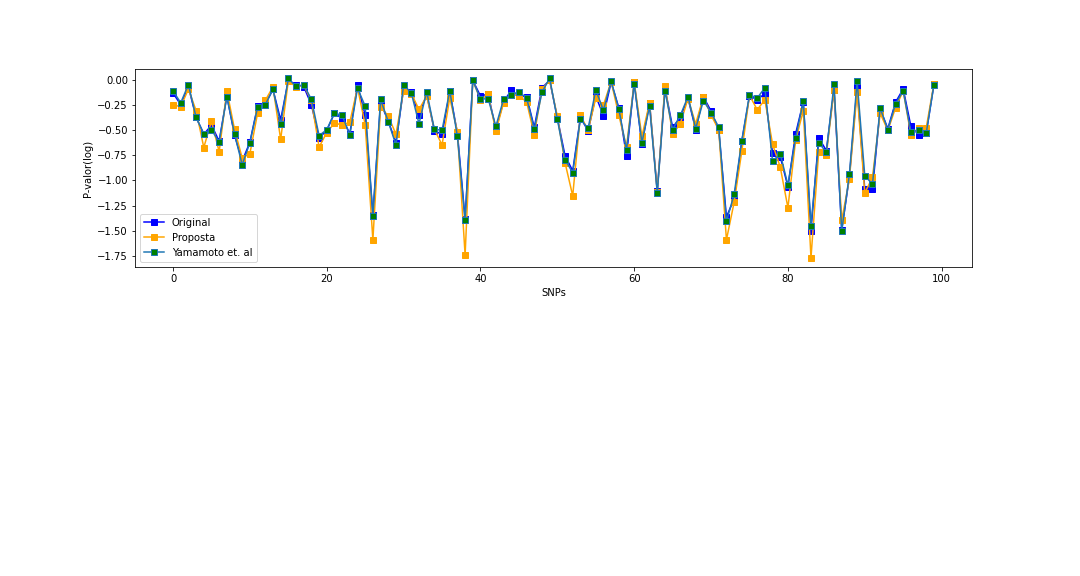 0.00
−0.25
−0.50
−0.75
−1.00
−1.25
−1.50
−1.75
P-valor(log)
Original
Proposta
Yamamoto et. al
0 20 40 60 80 100
SNPs